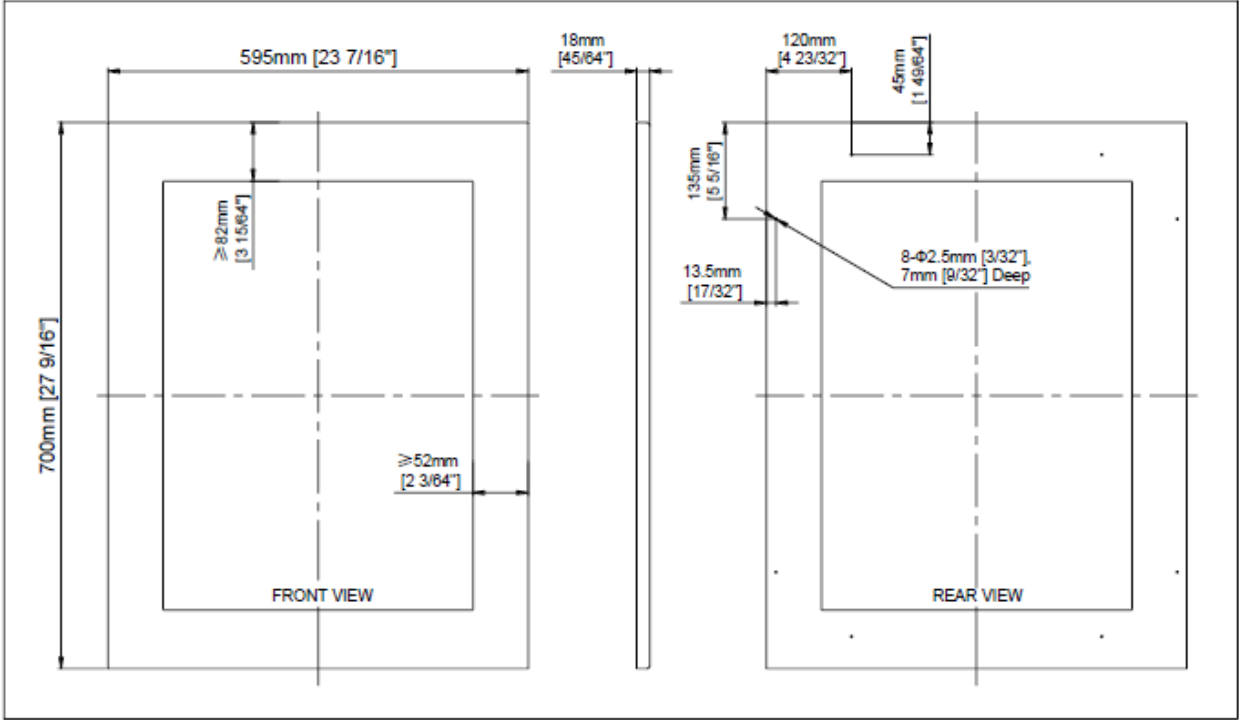 595mm [23 7/16"]
18mm
[45/64"]
120mm
[4 23/32"]
45mm
[1 49/64"]
≥82mm
[3 15/64"]
135mm
[5 5/16"]
8-Φ2.5mm [3/32"],
7mm [9/32"] Deep
13.5mm
[17/32"]
700mm [27 9/16"]
≥52mm
[2 3/64"]
FRONT VIEW
REAR VIEW